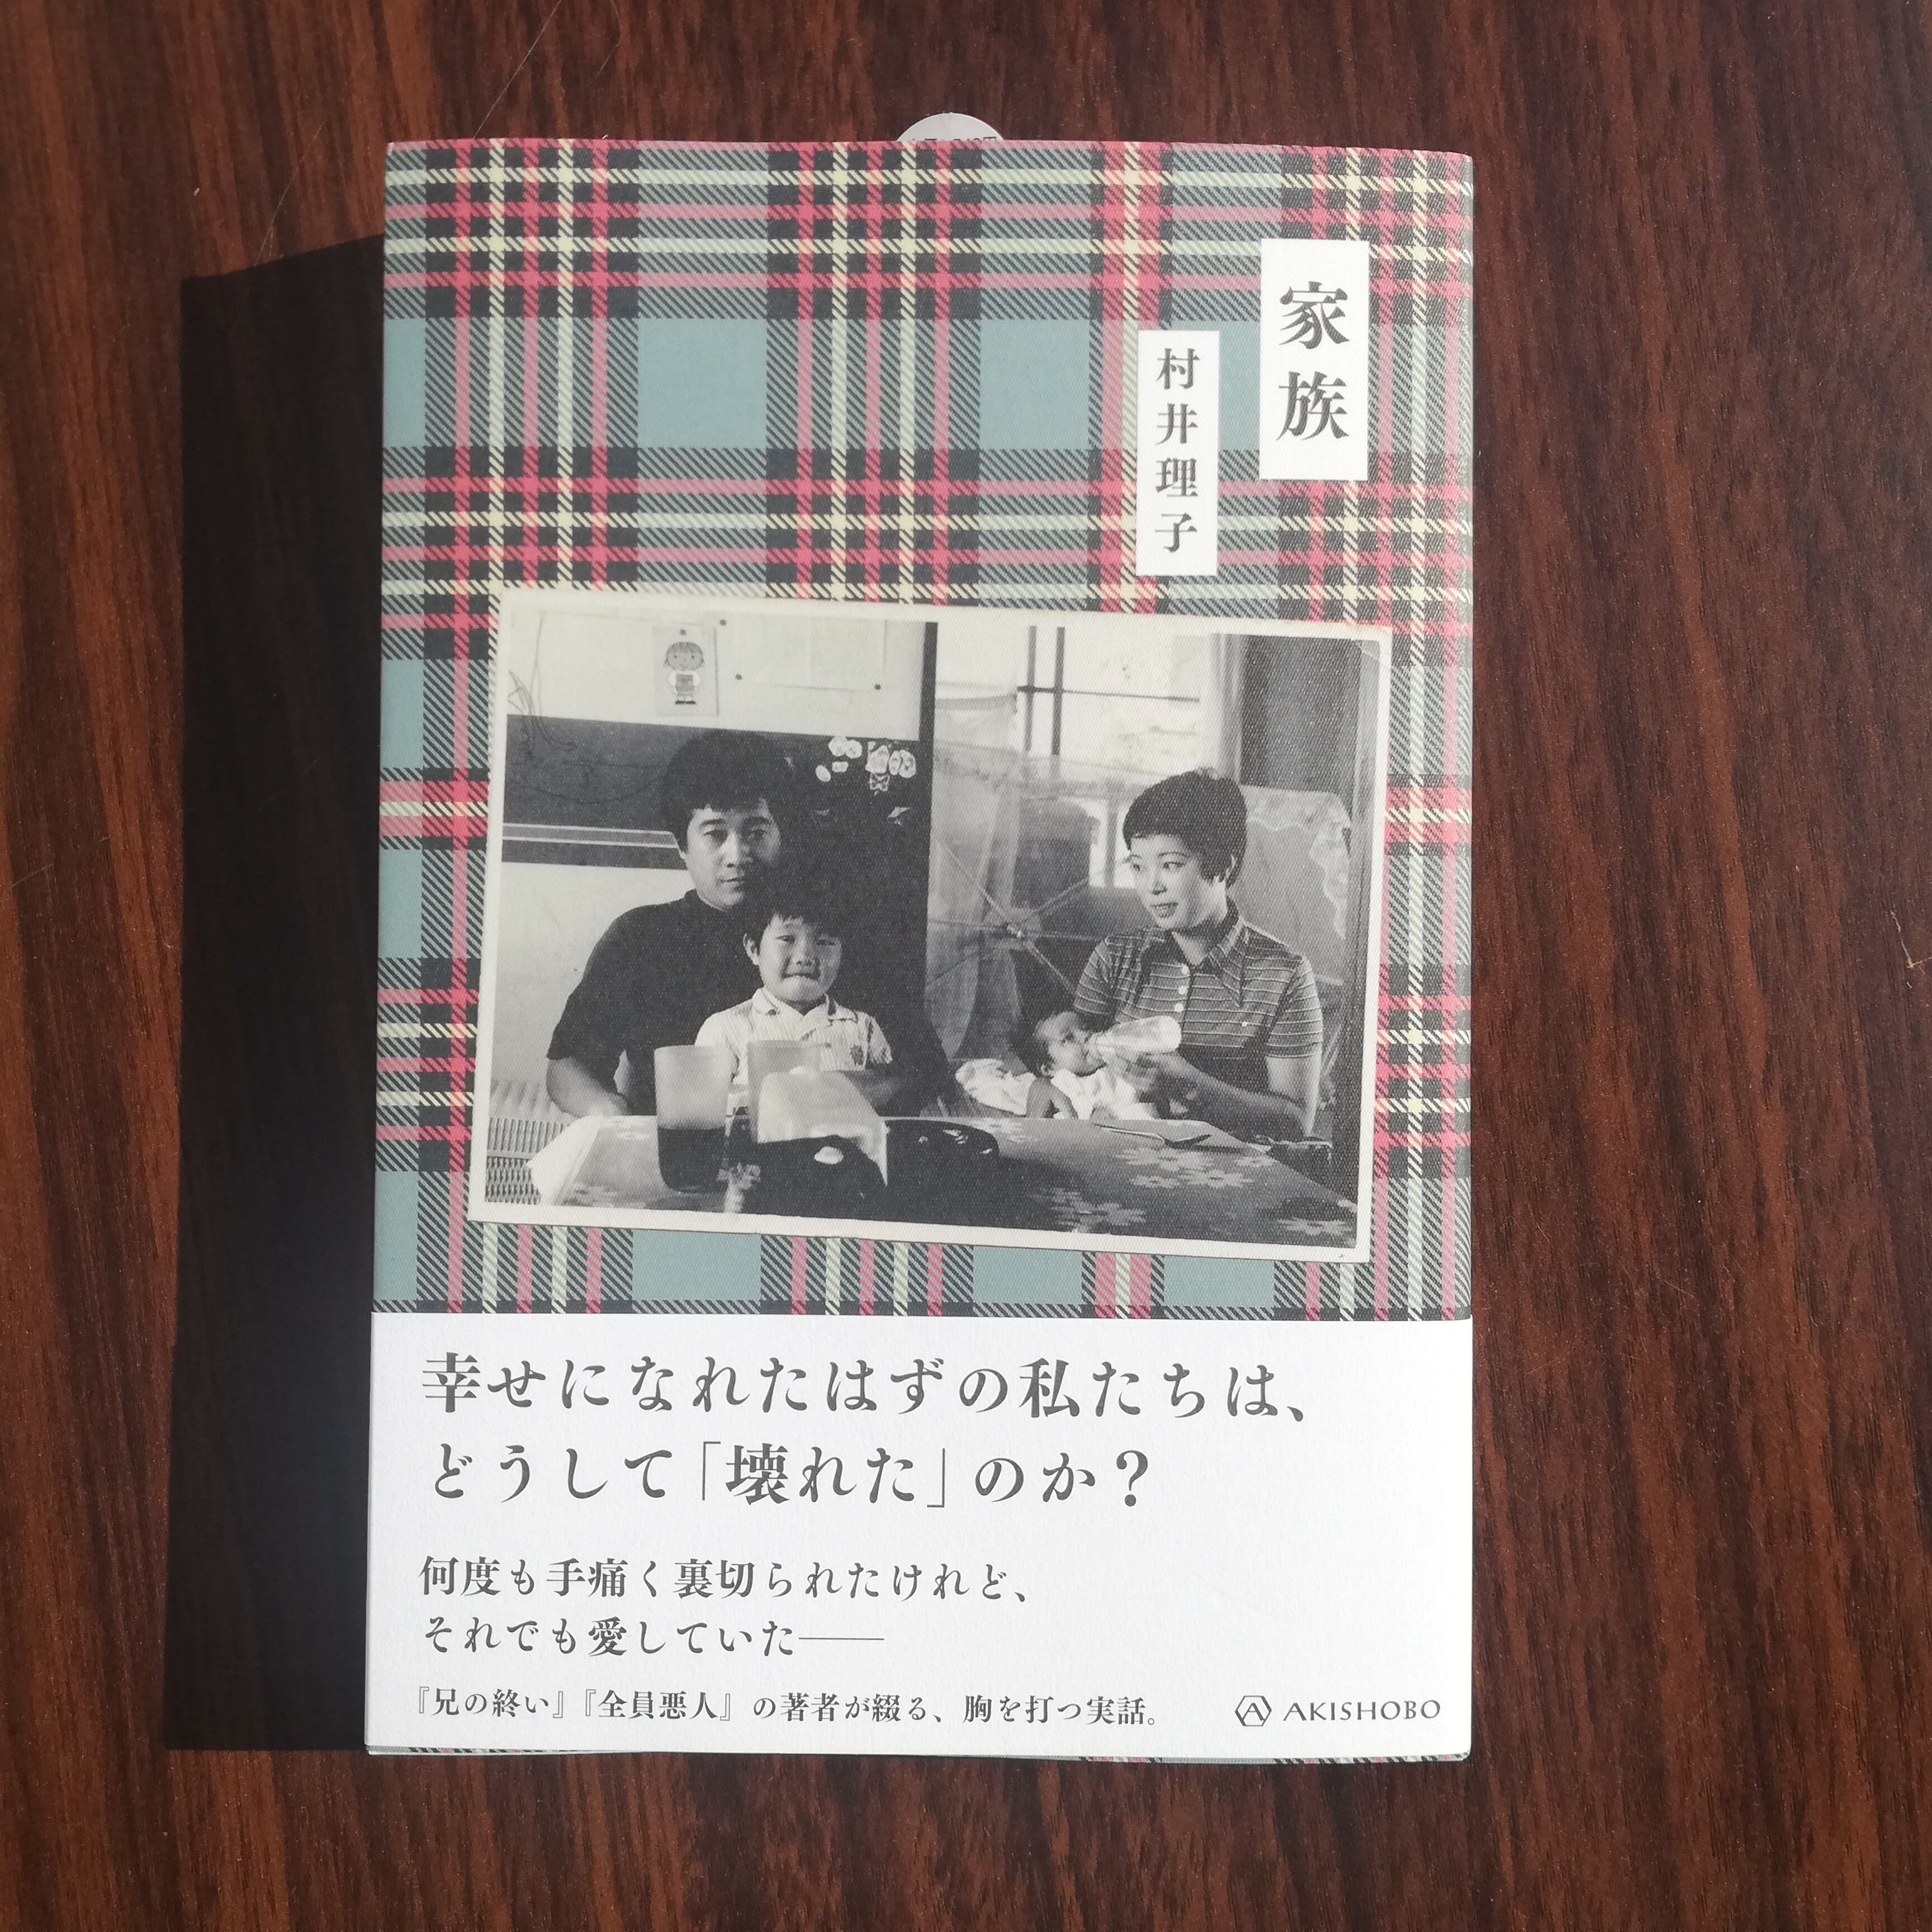 家族
村井理子
幸せになれたはずの私たちは、
どうして「壊れた」のか？
何度も手痛く裏切られたけれど、
それでも愛していた――
『兄の終い』『全員悪人』の著者が綴る、胸を打つ実話。
AKISHOBO